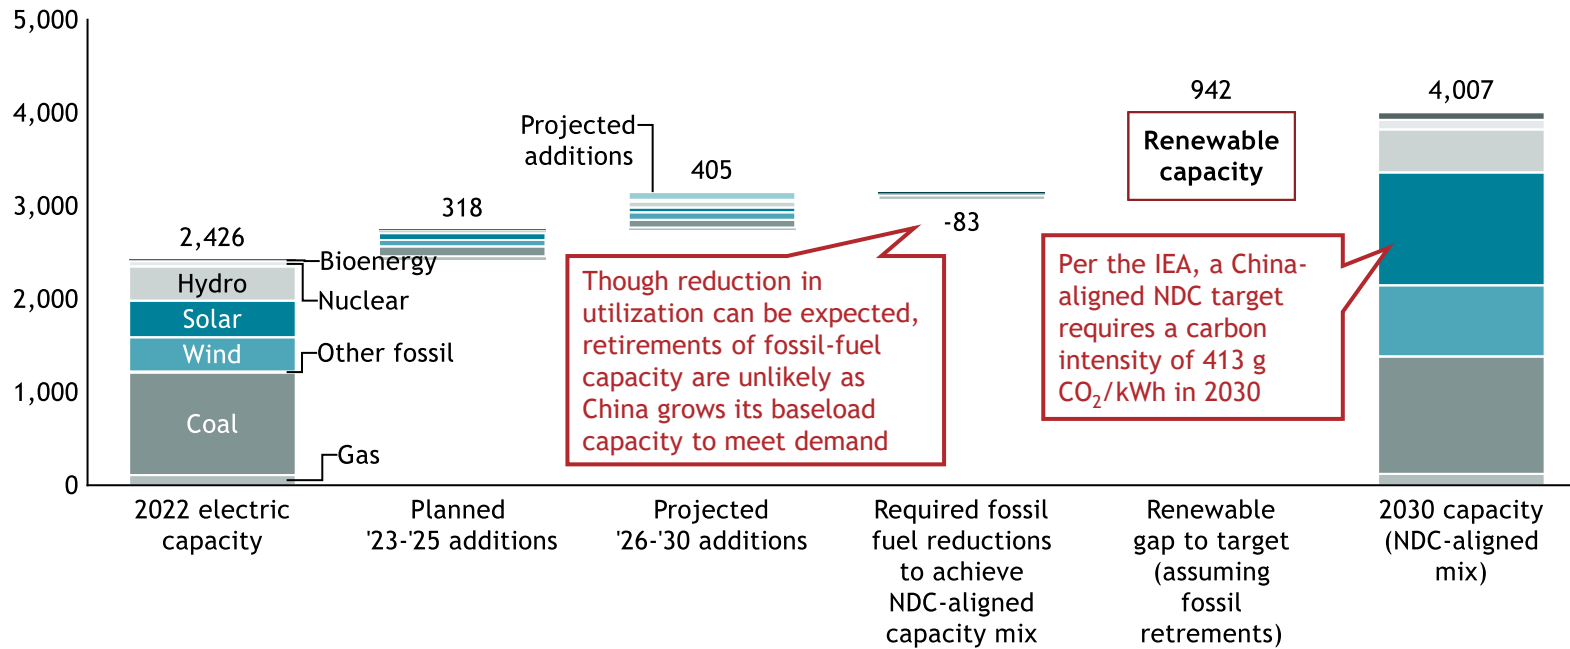 5,000
4,000
3,000
2,000
1,000
0
2,426
Bioenergy
Nuclear
Hydro
Solar
Wind
Other fossil
Coal
Gas
318
Projected
additions
405
-83
942
Renewable
capacity
4,007
Though reduction in
utilization can be expected,
retirements of fossil-fuel
capacity are unlikely as
China grows its baseload
capacity to meet demand
Per the IEA, a China-
aligned NDC target
requires a carbon
intensity of 413 g
CO₂/kWh in 2030
2022 electric
capacity
Planned
'23-'25 additions
Projected
'26-'30 additions
Required fossil
fuel reductions
to achieve
NDC-aligned
capacity mix
Renewable
gap to target
(assuming
fossil
retrements)
2030 capacity
(NDC-aligned
mix)